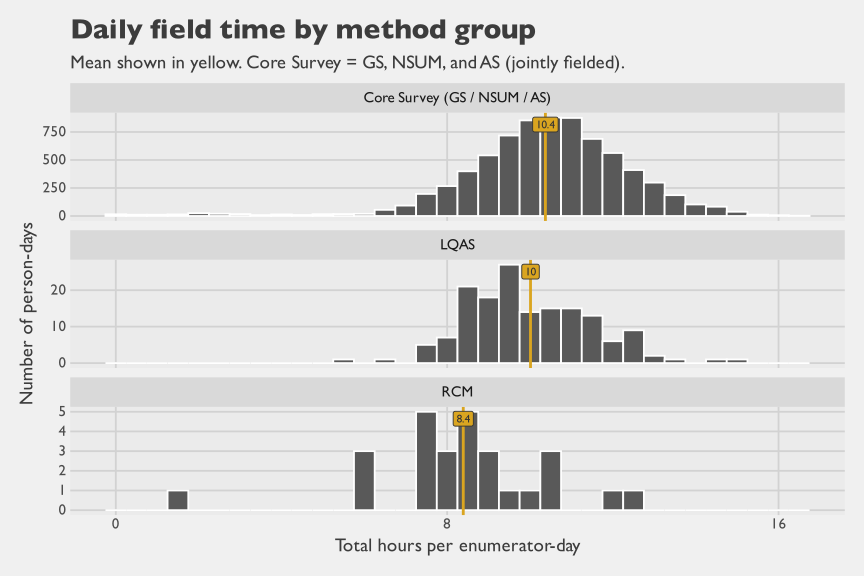 Daily field time by method group
Mean shown in yellow. Core Survey = GS, NSUM, and AS (jointly fielded).
Core Survey (GS / NSUM / AS)
10.4
750
500
250
0
LQAS
10
20
10
0
RCM
8.4
5
4
3
2
1
0
0 8 16
Total hours per enumerator-day
Number of person-days